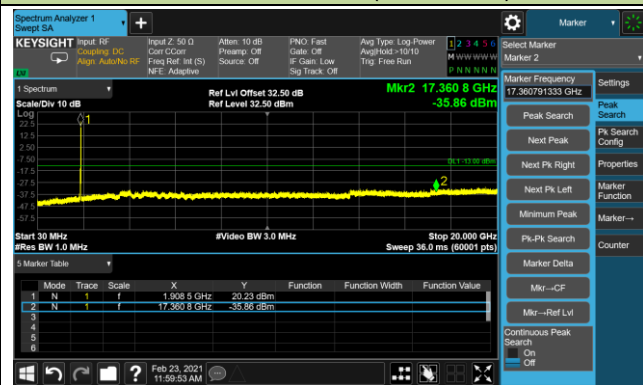 Spectrum Analyzer 1
Swept SA
Marker
KEYSIGHT
Input: RF
Coupling: DC
Align: Auto/No RF
Input Z: 50 Ω
Corr CCorr
Freq Ref: Int (S)
NFE: Adaptive
Atten: 10 dB
Preamp: Off
Source: Off
PNO: Fast
Gate: Off
IF Gain: Low
Sig Track: Off
Avg Type: Log-Power
Avg|Hold:>10/10
Trig: Free Run
1 2 3 4 5 6
M W W W W W
P N N N N N
LXI
Select Marker
Marker 2
Marker Frequency
17.360791333 GHz
Settings
Peak Search
Peak Search
Next Peak
Pk Search Config
Next Pk Right
Properties
Next Pk Left
Marker Function
Minimum Peak
Marker→
Pk-Pk Search
Counter
Marker Delta
Mkr→CF
Mkr→Ref Lvl
Continuous Peak Search
On
Off
1 Spectrum
Scale/Div 10 dB
Ref Lvl Offset 32.50 dB
Ref Level 32.50 dBm
Mkr2 17.360 8 GHz
-35.86 dBm
Log
22.5
12.5
2.50
-7.50
-17.5
-27.5
-37.5
-47.5
-57.5
1
DL1 -13.00 dBm
2
Start 30 MHz
#Res BW 1.0 MHz
#Video BW 3.0 MHz
Stop 20.000 GHz
Sweep 36.0 ms (60001 pts)
5 Marker Table
Mode Trace Scale X Y Function Function Width Function Value
1 N 1 f 1.908 5 GHz 20.23 dBm
2 N 1 f 17.360 8 GHz -35.86 dBm
3
4
5
6
Feb 23, 2021
11:59:53 AM